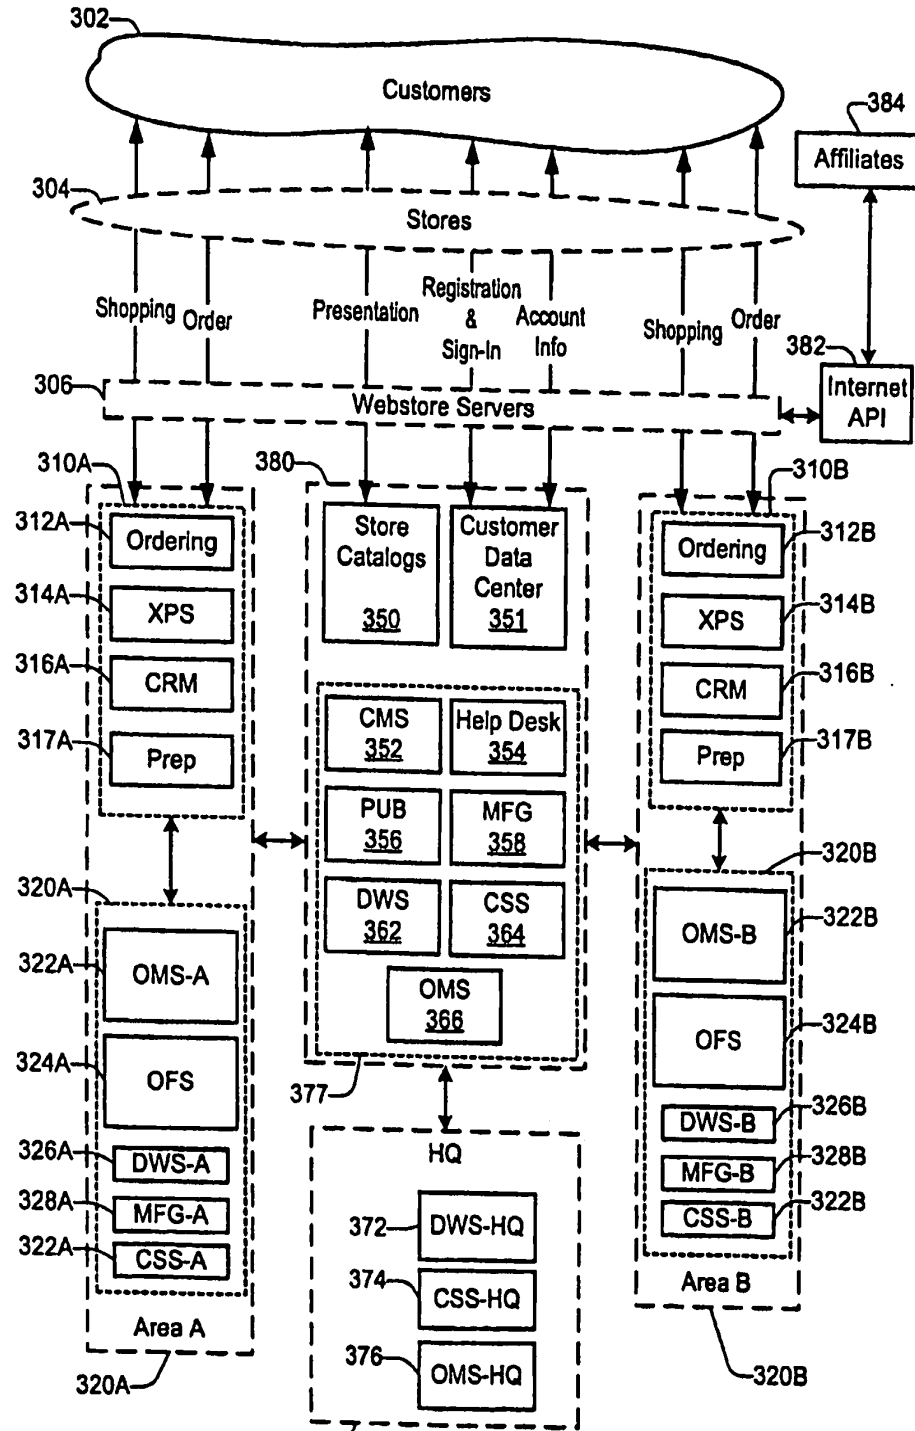 302
Customers
384
Affiliates
304
Stores
Shopping
Order
Presentation
Registration
&
Sign-In
Account
Info
Shopping
Order
382
Internet
API
306
Webstore Servers
310A
380
310B
312A
Ordering
314A
XPS
316A
CRM
317A
Prep
Store
Catalogs
350
Customer
Data
Center
351
Ordering
312B
XPS
314B
CRM
316B
Prep
317B
CMS
352
Help Desk
354
PUB
356
MFG
358
DWS
362
CSS
364
OMS
366
377
320A
322A
OMS-A
324A
OFS
326A
DWS-A
328A
MFG-A
322A
CSS-A
Area A
320A
320B
OMS-B
322B
OFS
324B
DWS-B
326B
MFG-B
328B
CSS-B
322B
Area B
320B
HQ
372
DWS-HQ
374
CSS-HQ
376
OMS-HQ